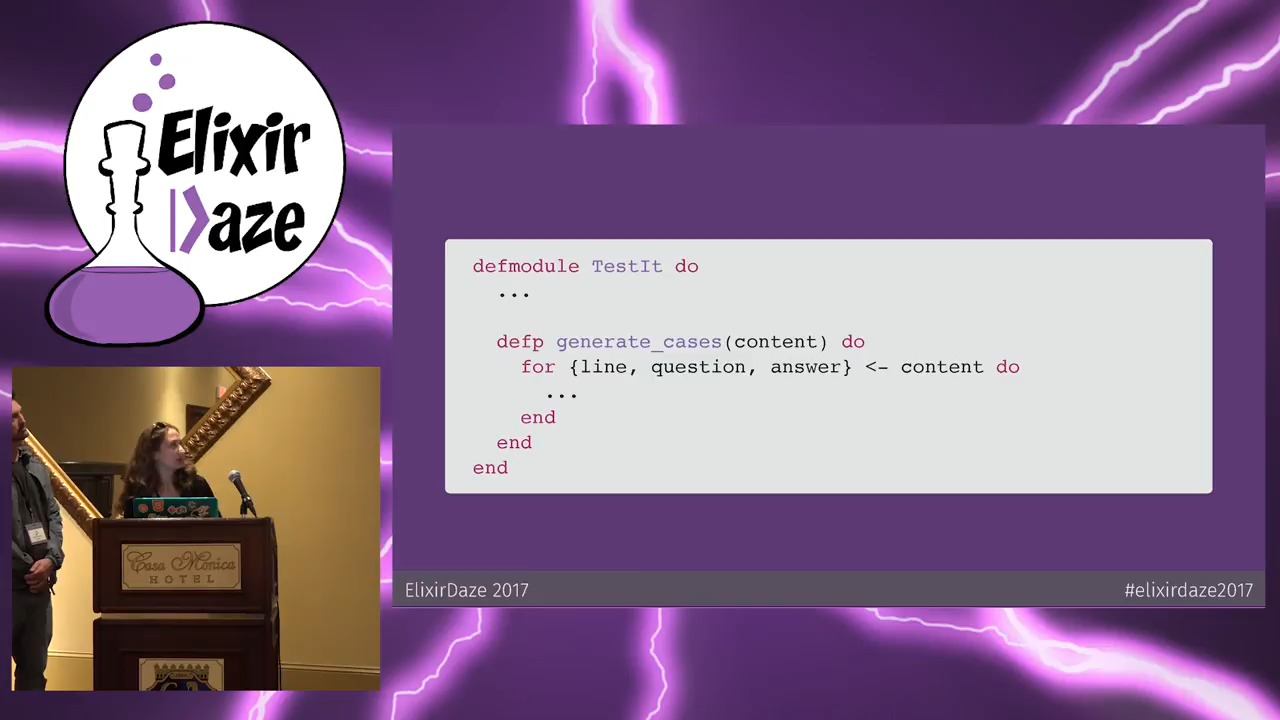 Elixir
Daze
defmodule TestIt do
...
defp generate_cases(content) do
for {line, question, answer} <- content do
...
end
end
end
Casa Monica
HOTEL
ElixirDaze 2017
#elixirdaze2017